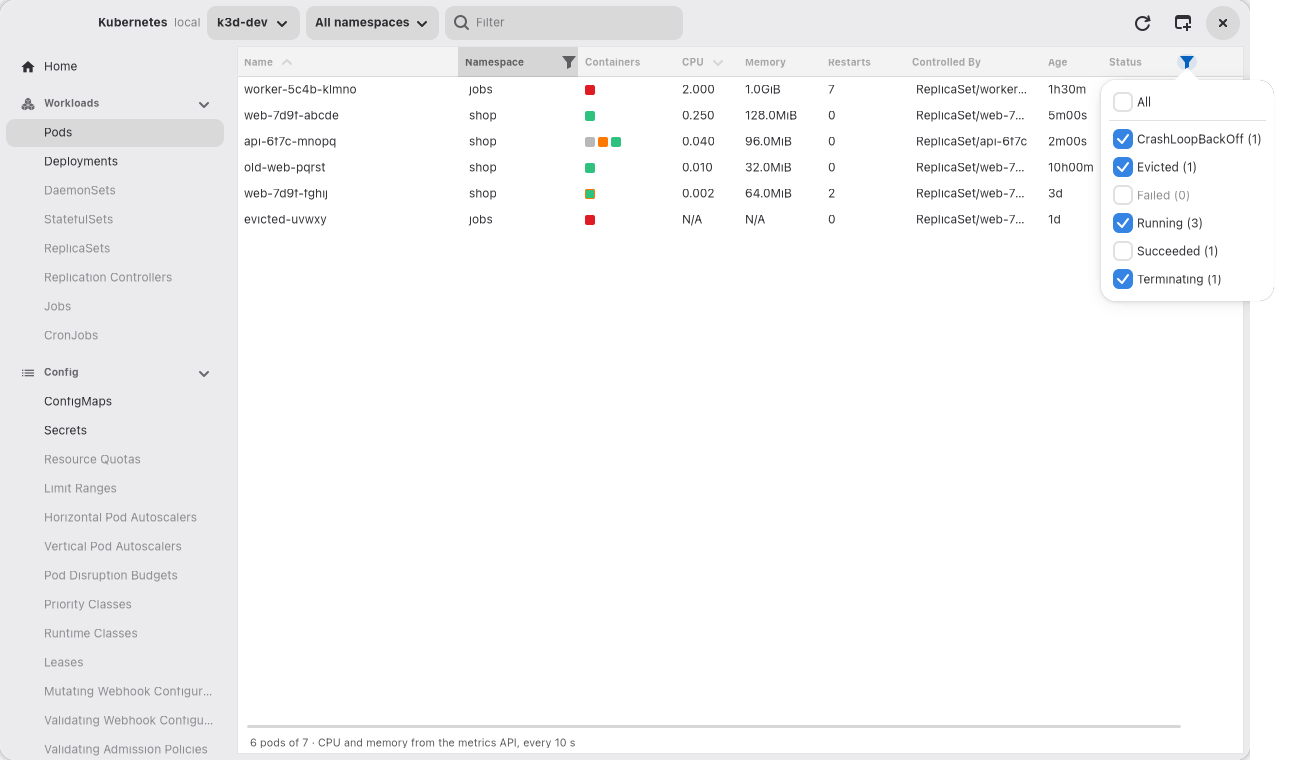 Kubernetes local k3d-dev All namespaces Filter
Home
Workloads
Pods
Deployments
DaemonSets
StatefulSets
ReplicaSets
Replication Controllers
Jobs
CronJobs
Config
ConfigMaps
Secrets
Resource Quotas
Limit Ranges
Horizontal Pod Autoscalers
Vertical Pod Autoscalers
Pod Disruption Budgets
Priority Classes
Runtime Classes
Leases
Mutating Webhook Configur...
Validating Webhook Configu...
Validating Admission Policies
Name Namespace Containers CPU Memory Restarts Controlled By Age Status
worker-5c4b-klmno jobs 2.000 1.0GiB 7 ReplicaSet/worker... 1h30m
web-7d9f-abcde shop 0.250 128.0MiB 0 ReplicaSet/web-7... 5m00s
api-6f7c-mnopq shop 0.040 96.0MiB 0 ReplicaSet/api-6f7c 2m00s
old-web-pqrst shop 0.010 32.0MiB 0 ReplicaSet/web-7... 10h00m
web-7d9f-fghij shop 0.002 64.0MiB 2 ReplicaSet/web-7... 3d
evicted-uvwxy jobs N/A N/A 0 ReplicaSet/web-7... 1d
All
CrashLoopBackOff (1)
Evicted (1)
Failed (0)
Running (3)
Succeeded (1)
Terminating (1)
6 pods of 7 · CPU and memory from the metrics API, every 10 s